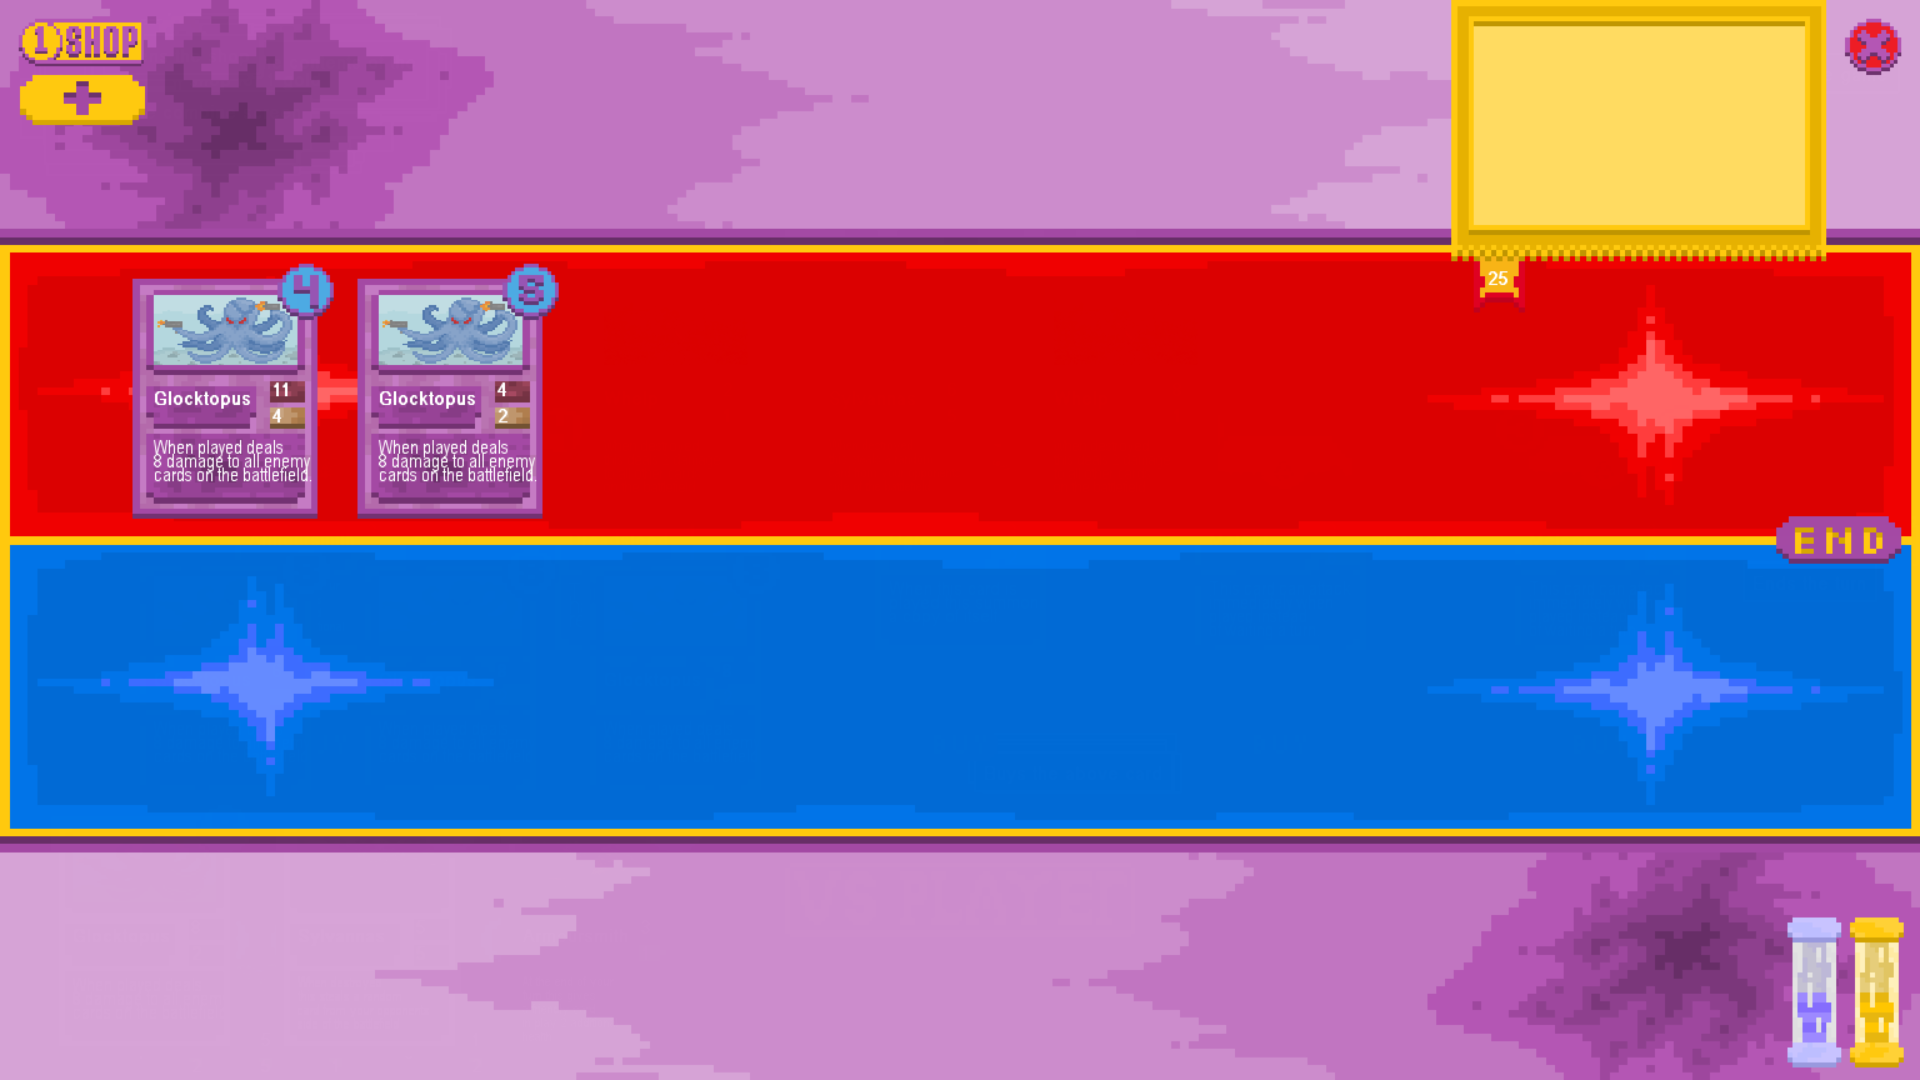 1 SHOP
+
25
4
8
Glocktopus
11
4
When played deals
8 damage to all enemy
cards on the battlefield.
Glocktopus
4
2
When played deals
8 damage to all enemy
cards on the battlefield.
END